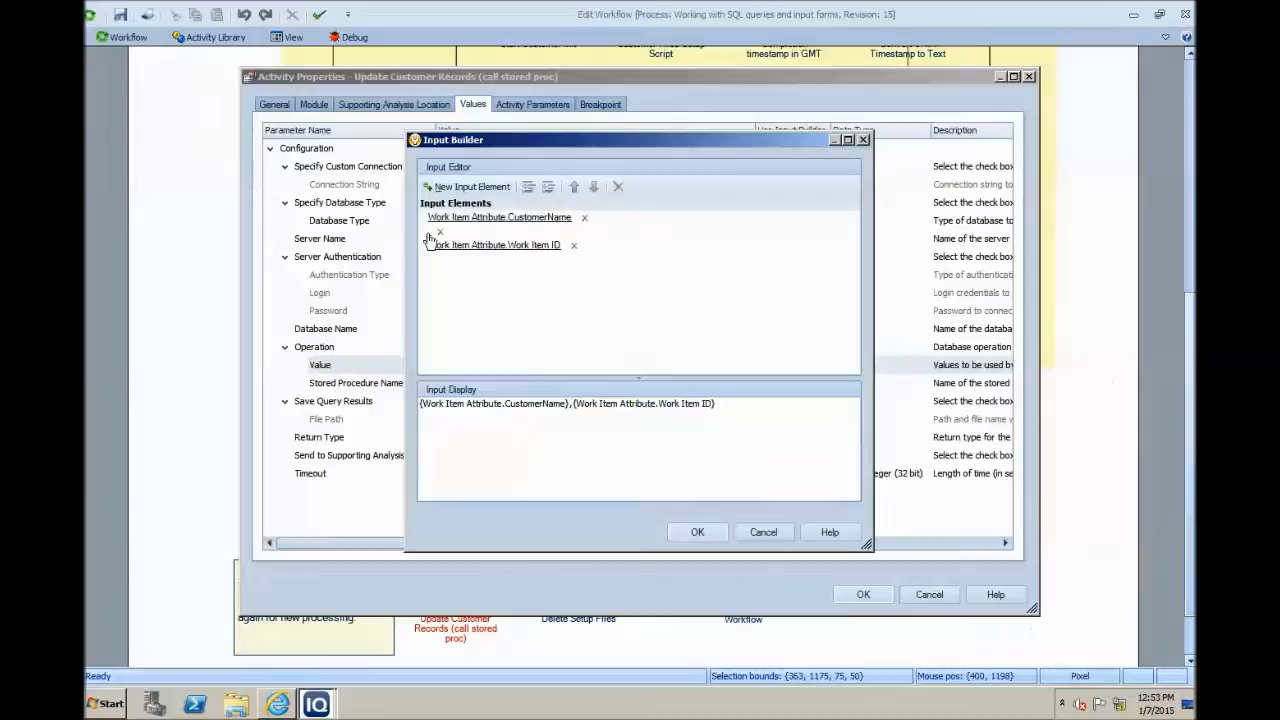 Edit Workflow [Process: Working with SQL queries and input forms, Revision: 15]
Workflow Activity Library View Debug
Script
timestamp in GMT
Timestamp to Text
Activity Properties - Update Customer Records (call stored proc)
General Module Supporting Analysis Location Values Activity Parameters Breakpoint
Parameter Name Value Use Input Builder Data Type Description
Input Builder
Configuration
Input Editor
Specify Custom Connection Select the check box
Connection String Connection string to
New Input Element
Specify Database Type Select the check box
Input Elements
Work Item Attribute.CustomerName x
Database Type Type of database to
x
Server Name Name of the server
Work Item Attribute.Work Item ID x
Server Authentication Select the check box
Authentication Type Type of authenticati
Login Login credentials to
Password Password to connec
Database Name Name of the databa
Operation Database operation
Value Values to be used by
Stored Procedure Name Name of the stored
Input Display
Save Query Results Select the check box
{Work Item Attribute.CustomerName},{Work Item Attribute.Work Item ID}
File Path Path and file name
Return Type Return type for the
Send to Supporting Analysis Select the check box
Timeout eger (32 bit) Length of time (in se
OK Cancel Help
OK Cancel Help
again for new processing.
Update Customer Records (call stored proc)
Delete Setup Files
Workflow
Ready Selection bounds: {363, 1175, 75, 50} Mouse pos: {400, 1198} Pixel
Start IQ 12:53 PM
1/7/2015